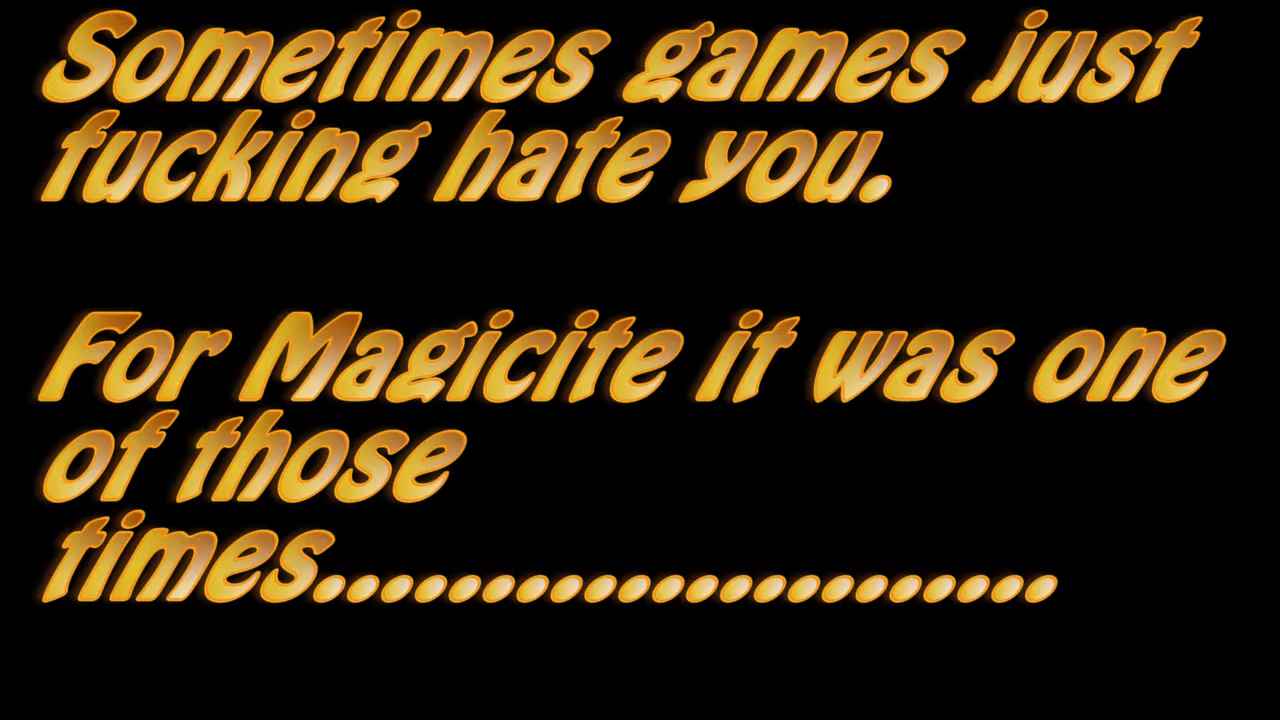 Sometimes games just
fucking hate you.
For Magicite it was one
of those
times......................